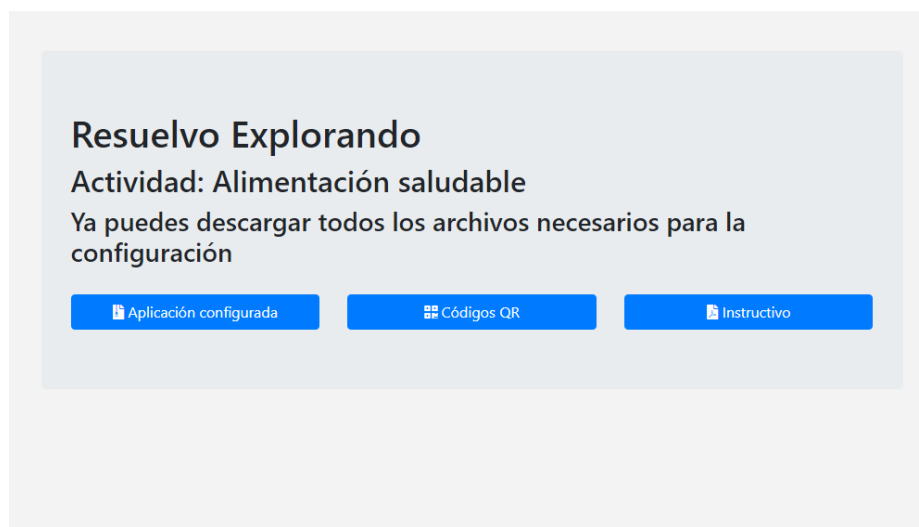 Resuelvo Explorando
Actividad: Alimentación saludable
Ya puedes descargar todos los archivos necesarios para la
configuración
Aplicación configurada
Códigos QR
Instructivo